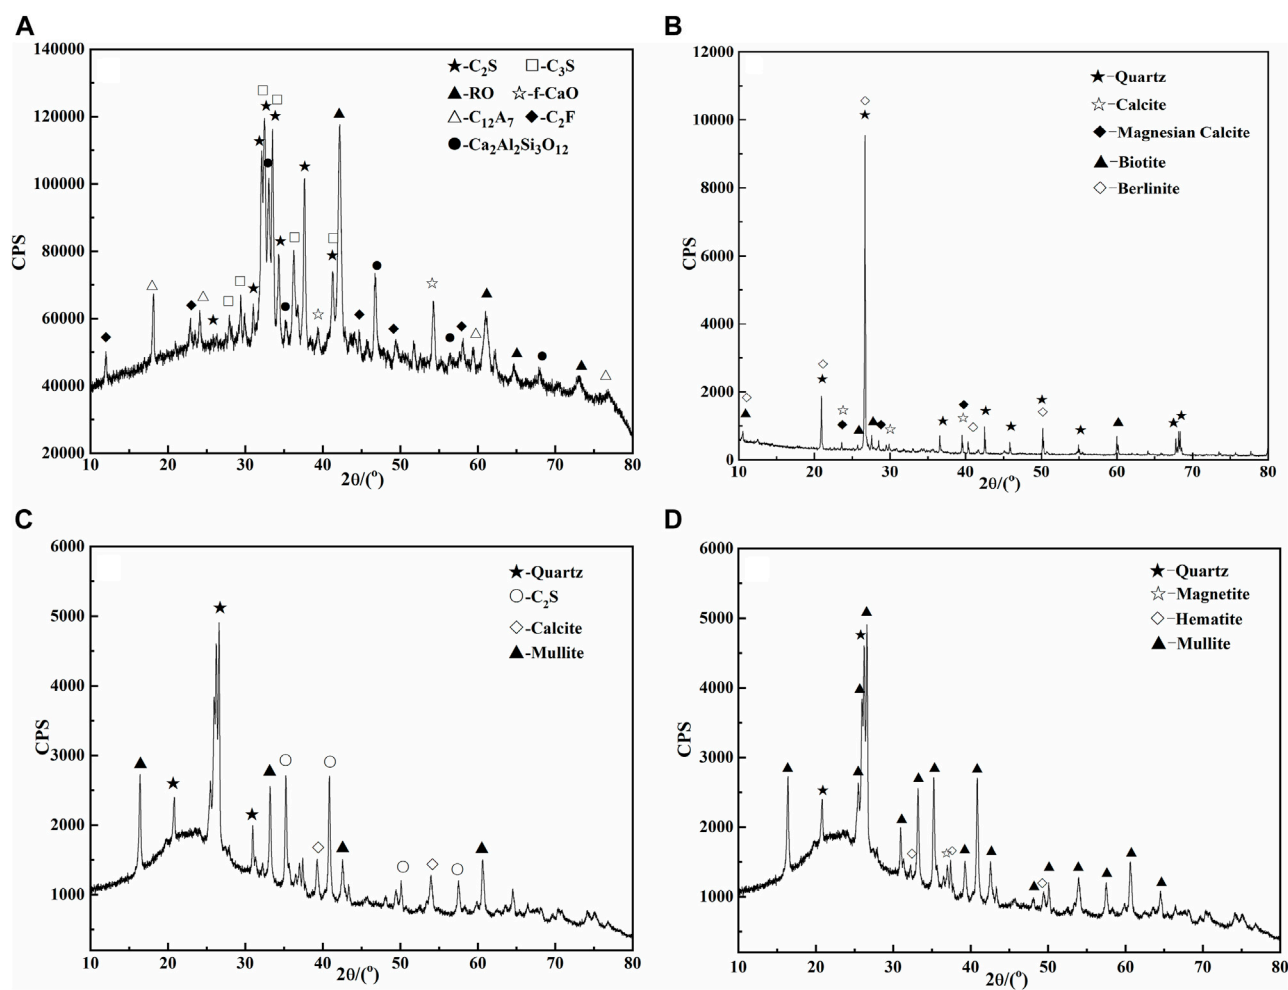 A
140000
120000
100000
80000
60000
40000
20000
CPS
10 20 30 40 50 60 70 80
2θ/(°)
★-C₂S □-C₃S
▲-RO ☆-f-CaO
△-C₁₂A₇ ◆-C₂F
●-Ca₂Al₂Si₃O₁₂
B
12000
10000
8000
6000
4000
2000
0
CPS
10 20 30 40 50 60 70 80
2θ/(°)
★-Quartz
☆-Calcite
◆-Magnesian Calcite
▲-Biotite
◇-Berlinite
C
6000
5000
4000
3000
2000
1000
CPS
10 20 30 40 50 60 70 80
2θ/(°)
★-Quartz
○-C₂S
◇-Calcite
▲-Mullite
D
6000
5000
4000
3000
2000
1000
CPS
10 20 30 40 50 60 70 80
2θ/(°)
★-Quartz
☆-Magnetite
◇-Hematite
▲-Mullite